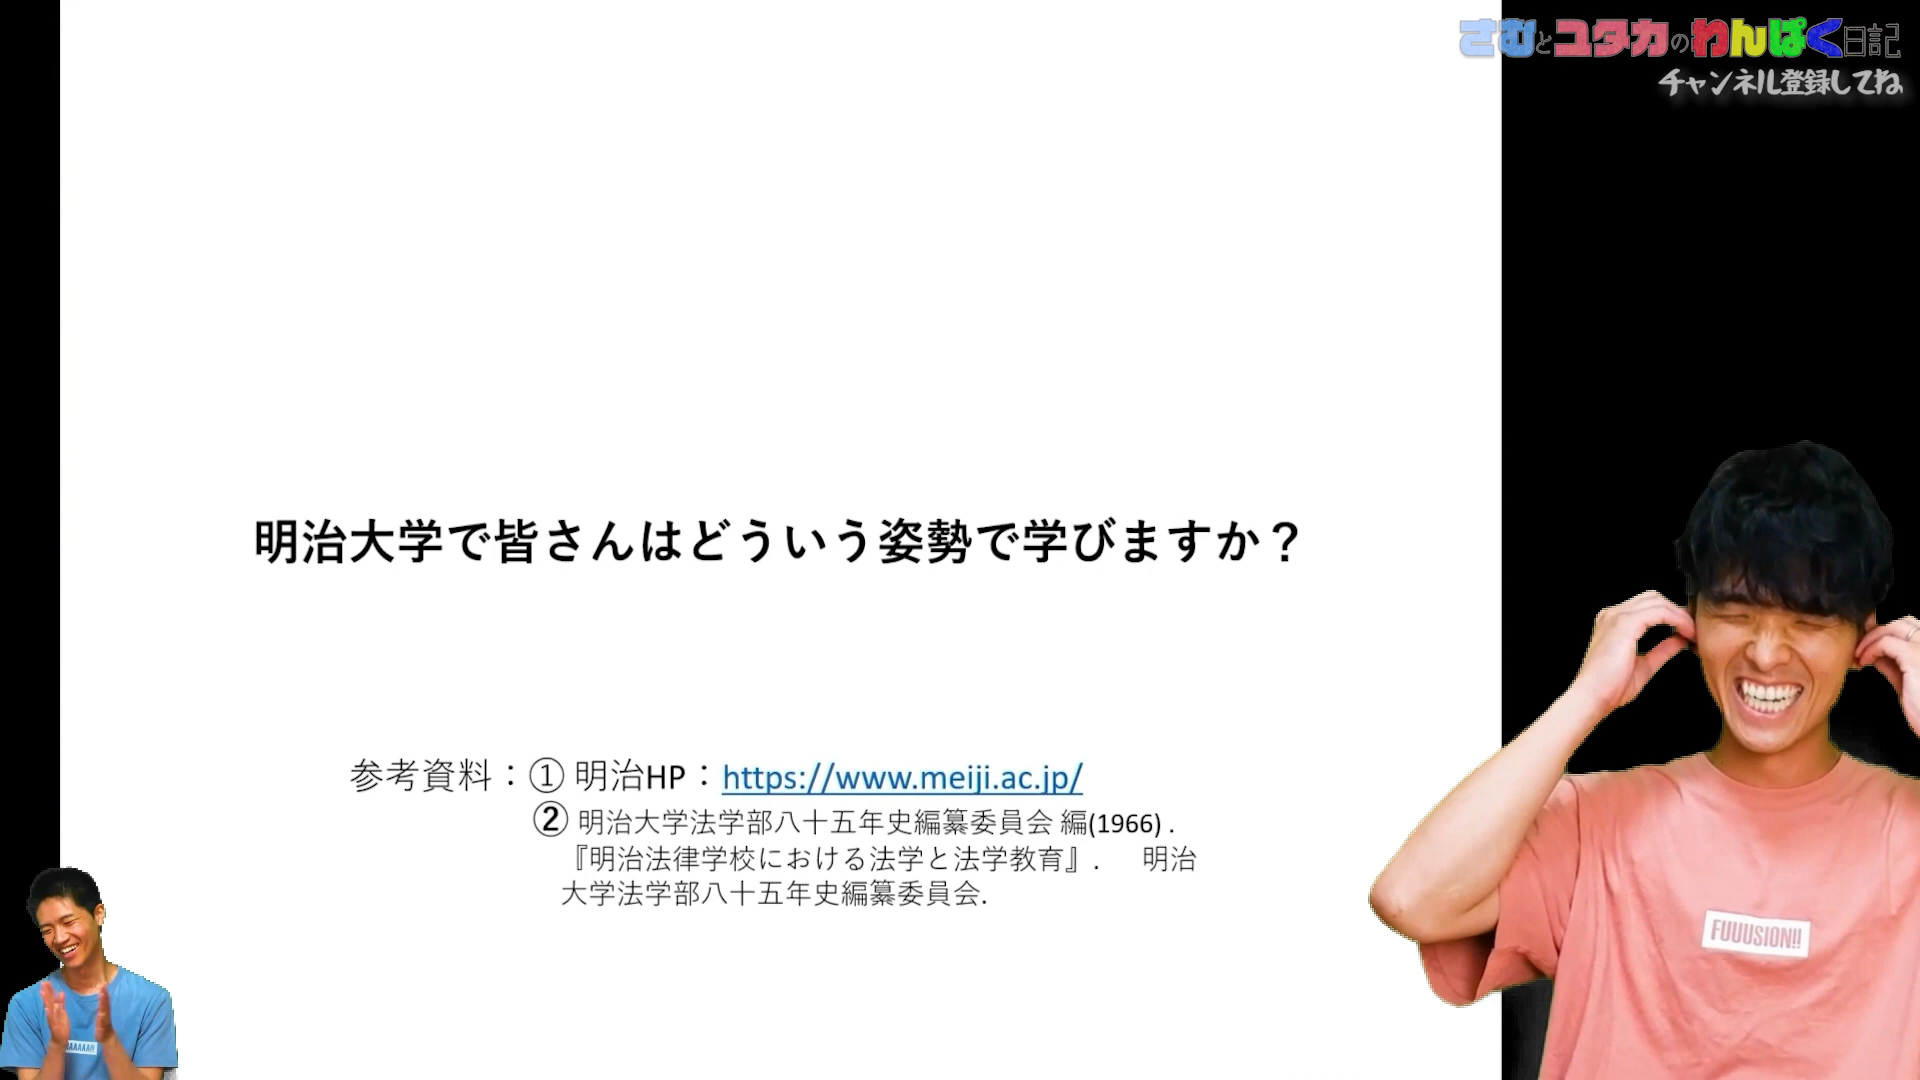 さむとユタカのわんぱく日記
チャンネル登録してね
明治大学で皆さんはどういう姿勢で学びますか？
参考資料：① 明治HP：https://www.meiji.ac.jp/
② 明治大学法学部八十五年史編纂委員会 編(1966) .
『明治法律学校における法学と法学教育』.　明治
大学法学部八十五年史編纂委員会.
FUUUSION!!